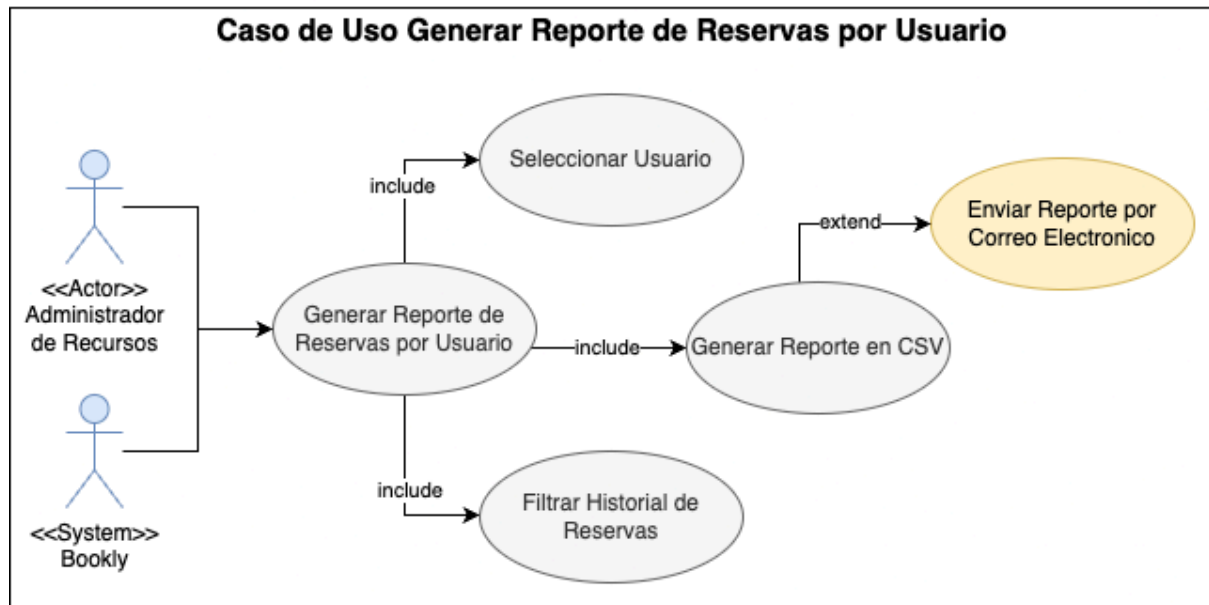 Caso de Uso Generar Reporte de Reservas por Usuario
Seleccionar Usuario
include
Enviar Reporte por
Correo Electronico
extend
<<Actor>>
Administrador
de Recursos
Generar Reporte de
Reservas por Usuario
include
Generar Reporte en CSV
include
Filtrar Historial de
Reservas
<<System>>
Bookly